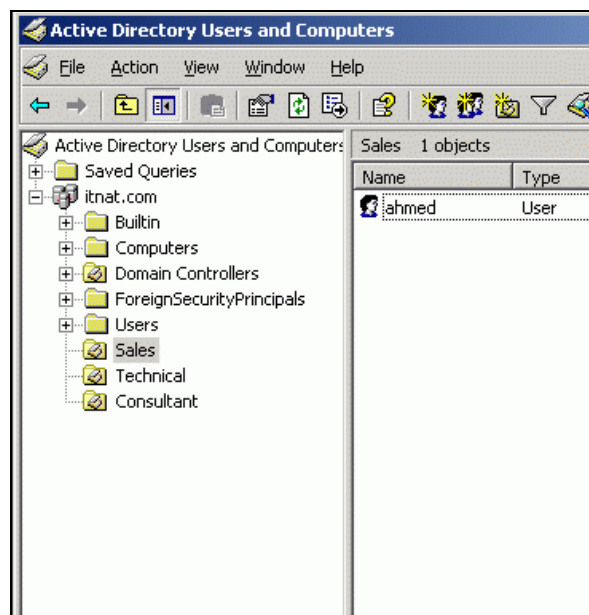 Active Directory Users and Computers
File Action View Window Help
Active Directory Users and Computers
Sales 1 objects
Saved Queries
Name Type
itnat.com
ahmed User
Builtin
Computers
Domain Controllers
ForeignSecurityPrincipals
Users
Sales
Technical
Consultant